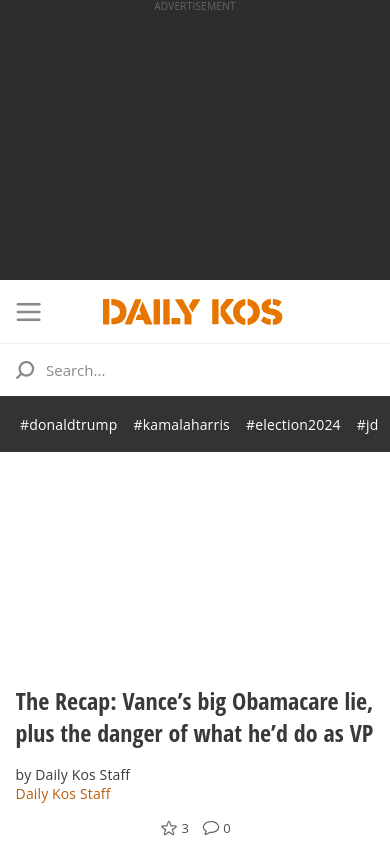 ADVERTISEMENT
DAILY KOS
Search...
#donaldtrump #kamalaharris #election2024 #jd
The Recap: Vance’s big Obamacare lie,
plus the danger of what he’d do as VP
by Daily Kos Staff
Daily Kos Staff
3 0